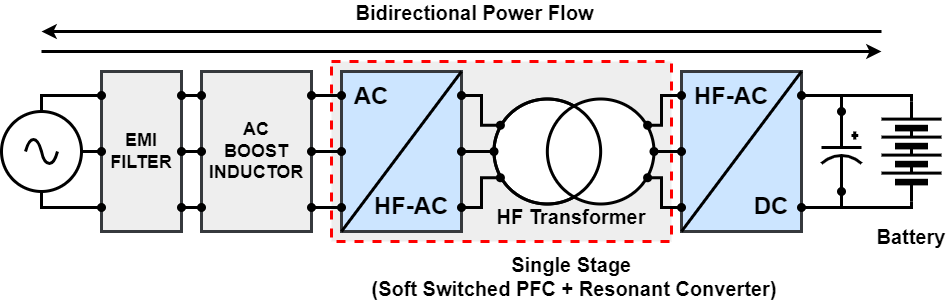 Bidirectional Power Flow
EMI
FILTER
AC
BOOST
INDUCTOR
AC
HF-AC
HF Transformer
HF-AC
DC
+
Battery
Single Stage
(Soft Switched PFC + Resonant Converter)